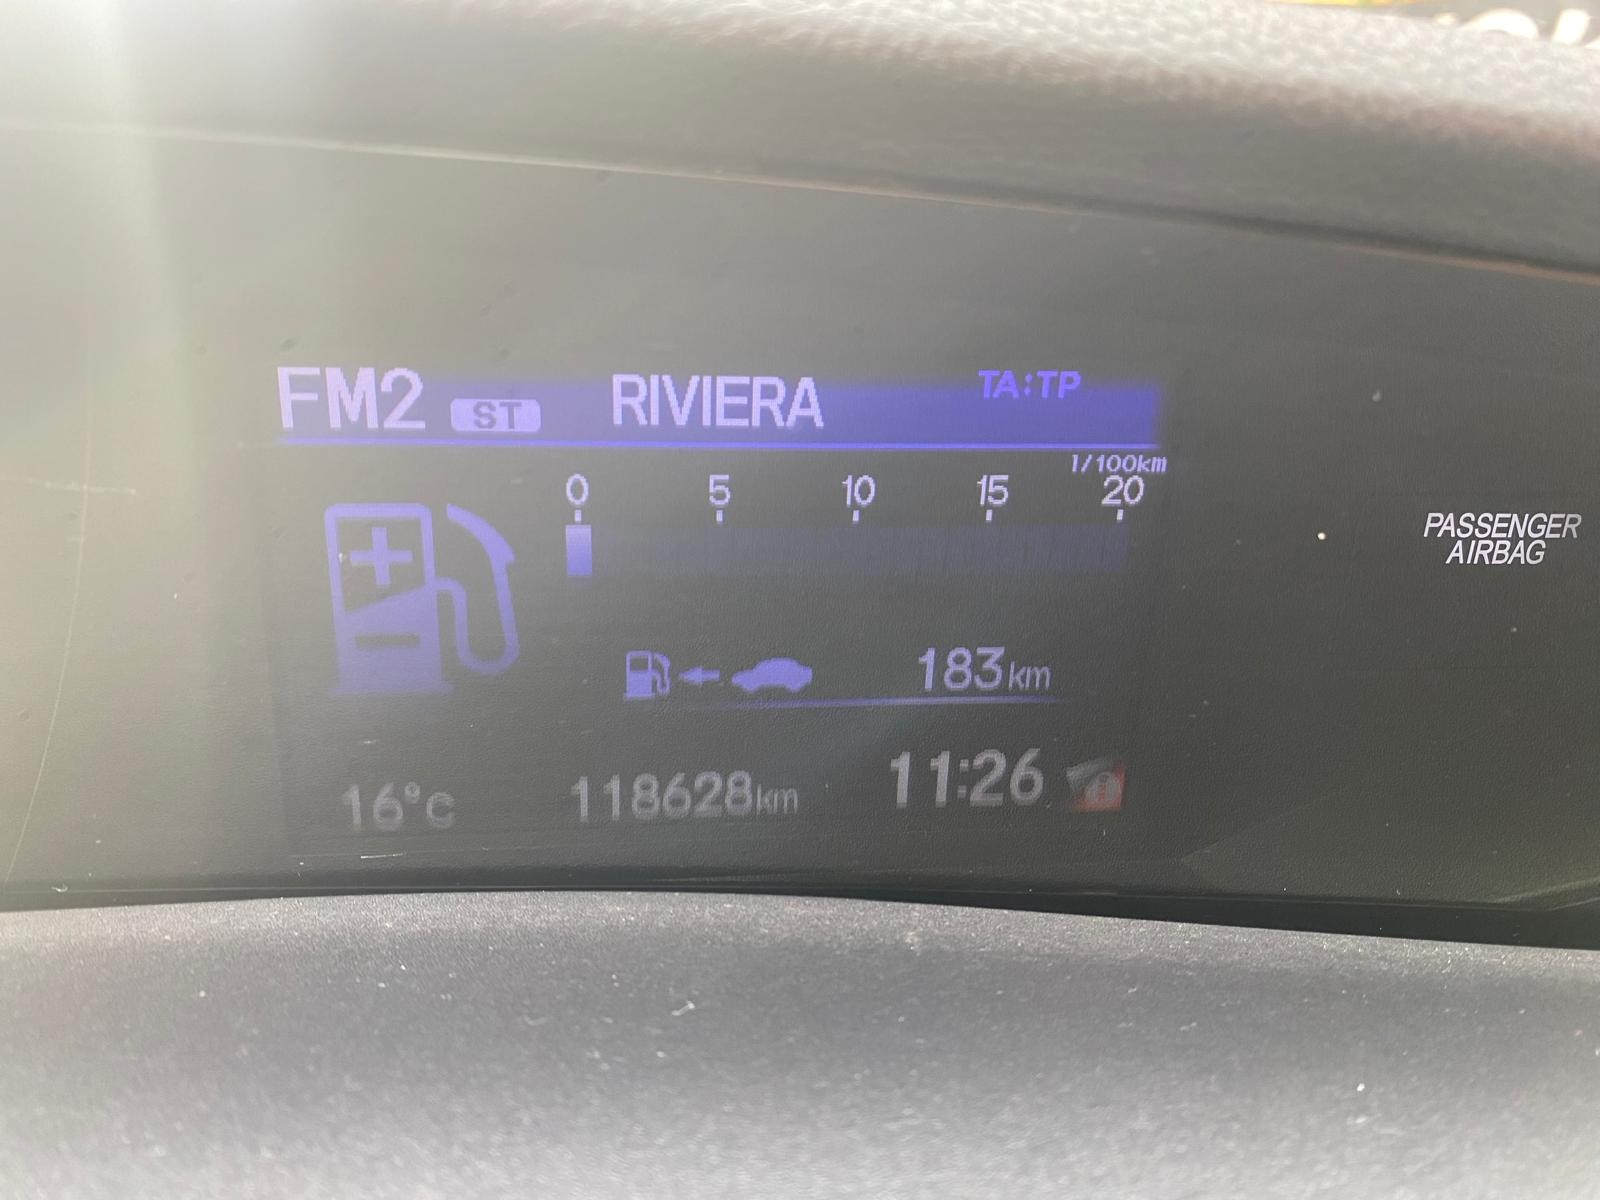 FM2 ST RIVIERA TA:TP
l/100km
0 5 10 15 20
183km
16°C 118628km 11:26
PASSENGER
AIRBAG